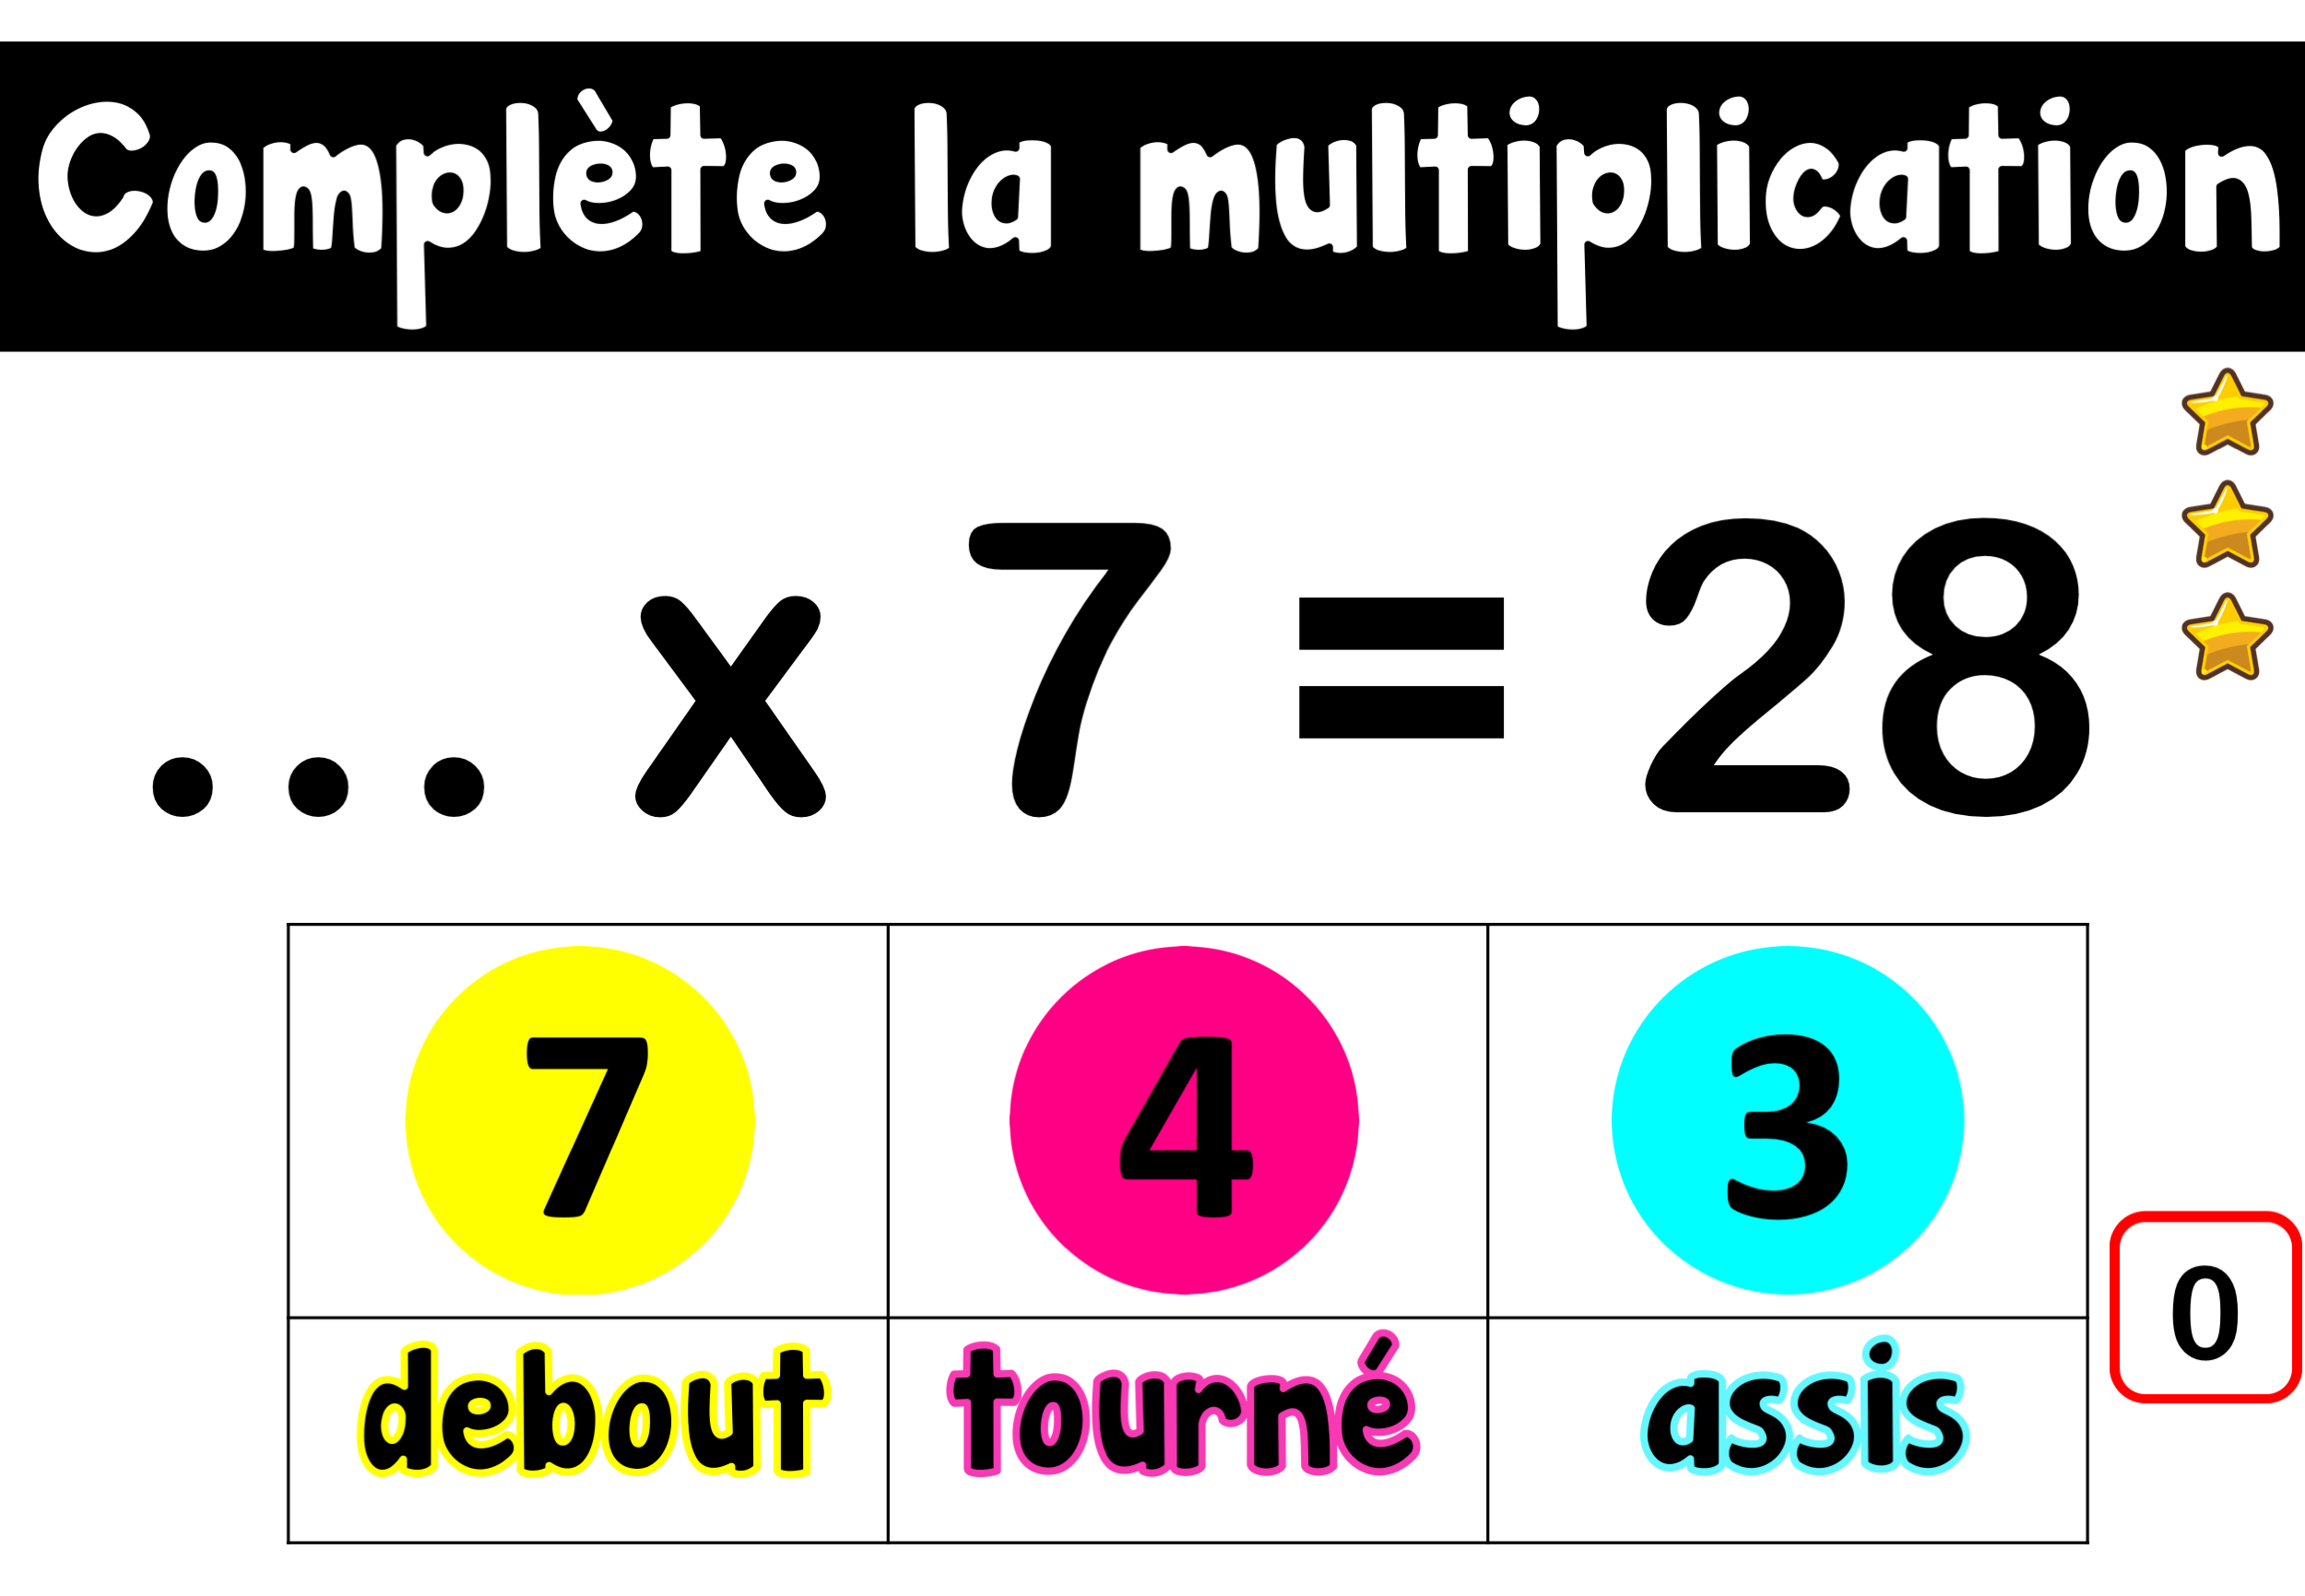 Complète la multiplication
... x 7 = 28
7 4 3
0
debout tourné assis